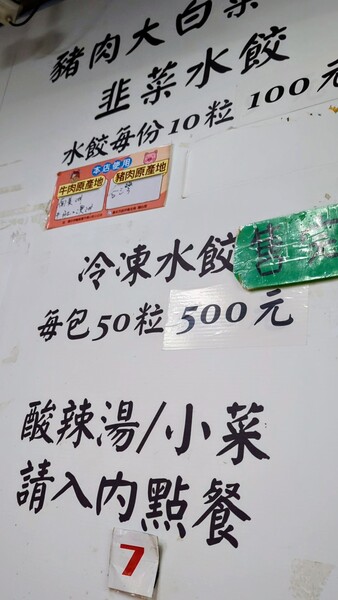 豬肉大白菜
韭菜水餃
水餃每份10粒 100元
本店使用
牛肉原產地 豬肉原產地
冷凍水餃 售完
每包50粒 500元
酸辣湯/小菜
請入內點餐
7